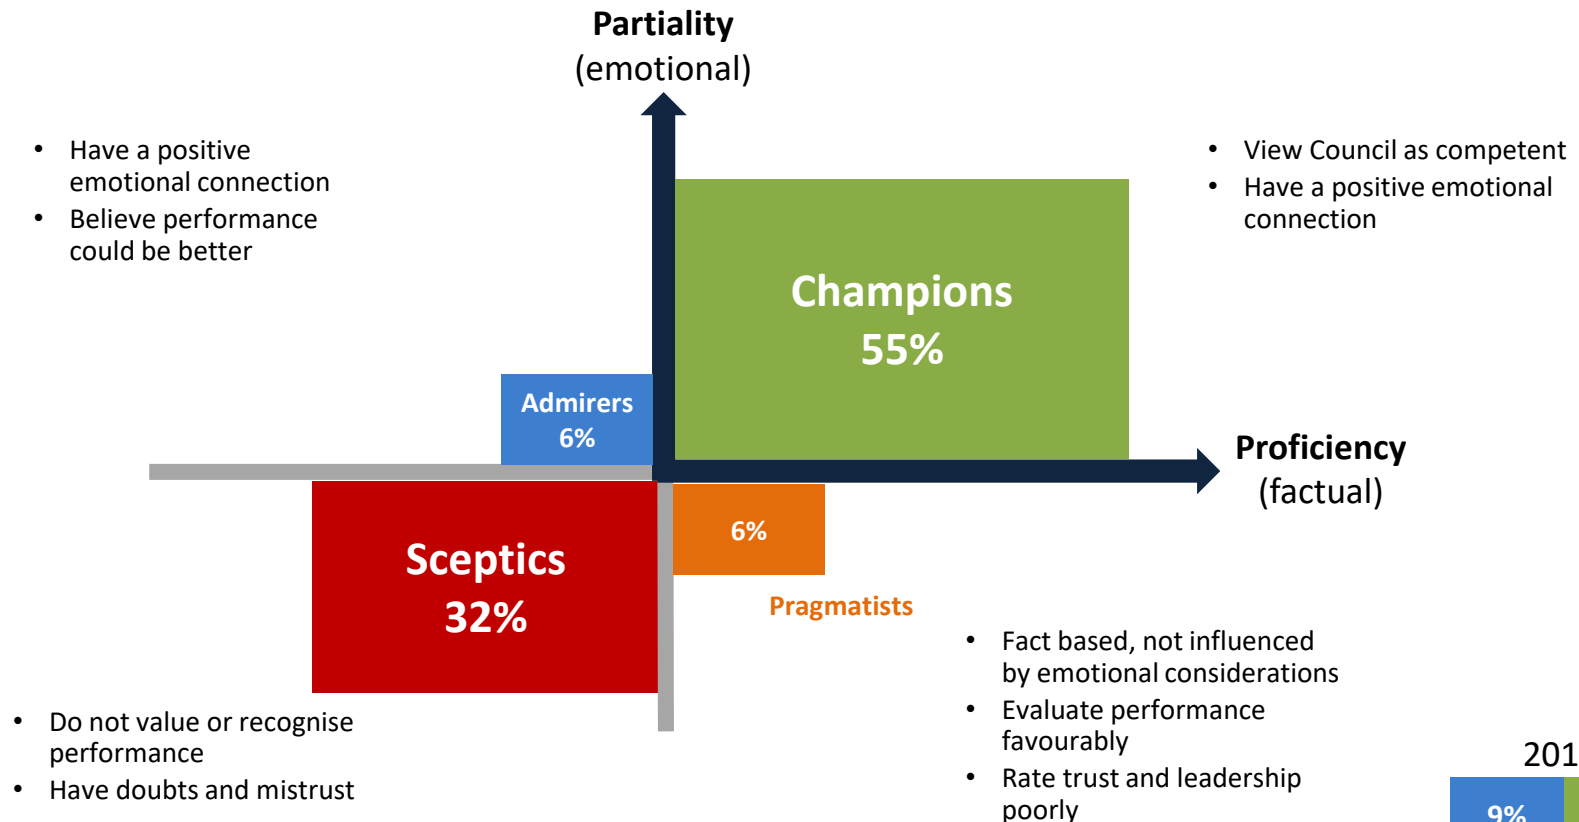 Partiality
(emotional)
• Have a positive
emotional connection
• Believe performance
could be better
• View Council as competent
• Have a positive emotional
connection
Champions
55%
Admirers
6%
Proficiency
(factual)
Sceptics
32%
6%
Pragmatists
• Do not value or recognise
performance
• Have doubts and mistrust
• Fact based, not influenced
by emotional considerations
• Evaluate performance
favourably
• Rate trust and leadership
poorly
201
9%